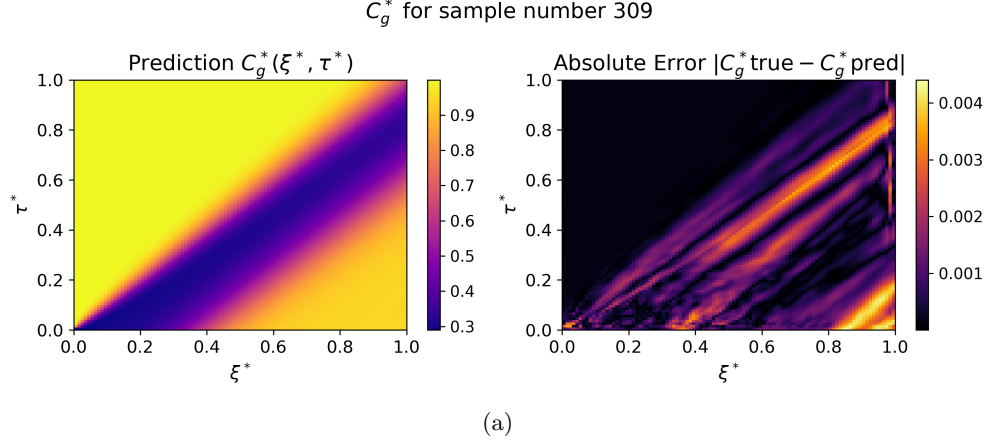 C_g^* for sample number 309
Prediction C_g^*(ξ^*, τ^*)
Absolute Error |C_g^* true − C_g^* pred|
1.0
0.8
0.6
0.4
0.2
0.0
τ^*
0.0 0.2 0.4 0.6 0.8 1.0
ξ^*
0.9
0.8
0.7
0.6
0.5
0.4
0.3
1.0
0.8
0.6
0.4
0.2
0.0
τ^*
0.0 0.2 0.4 0.6 0.8 1.0
ξ^*
0.004
0.003
0.002
0.001
(a)